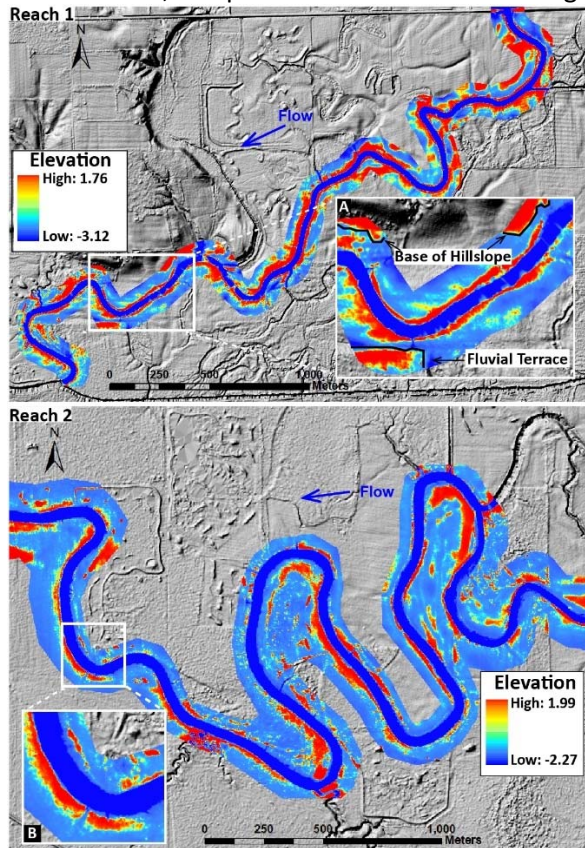 Reach 1
N
Flow
Elevation
High: 1.76
Low: -3.12
A
Base of Hillslope
Fluvial Terrace
0 500 1,000
Meters
Reach 2
N
Flow
Elevation
High: 1.99
Low: -2.27
B
0 250 500 1,000
Meters